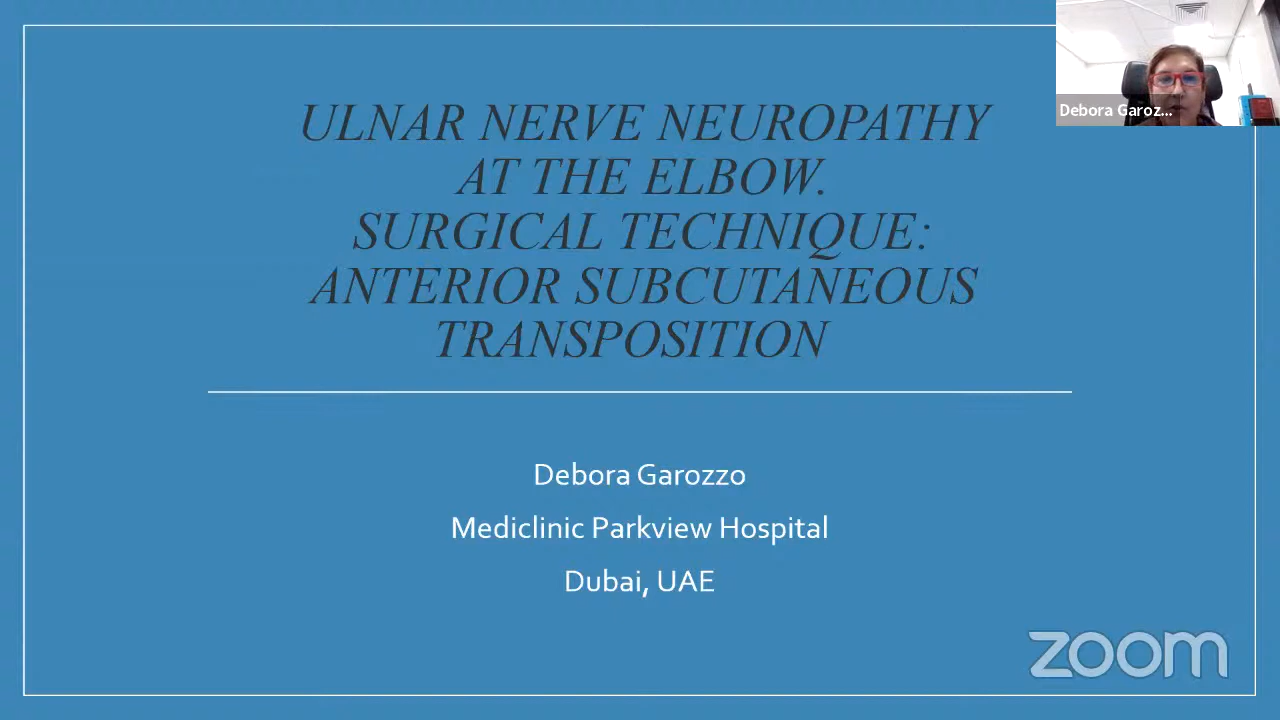 ULNAR NERVE NEUROPATHY
AT THE ELBOW.
SURGICAL TECHNIQUE:
ANTERIOR SUBCUTANEOUS
TRANSPOSITION
Debora Garozzo
Mediclinic Parkview Hospital
Dubai, UAE
Debora Garoz...
zoom